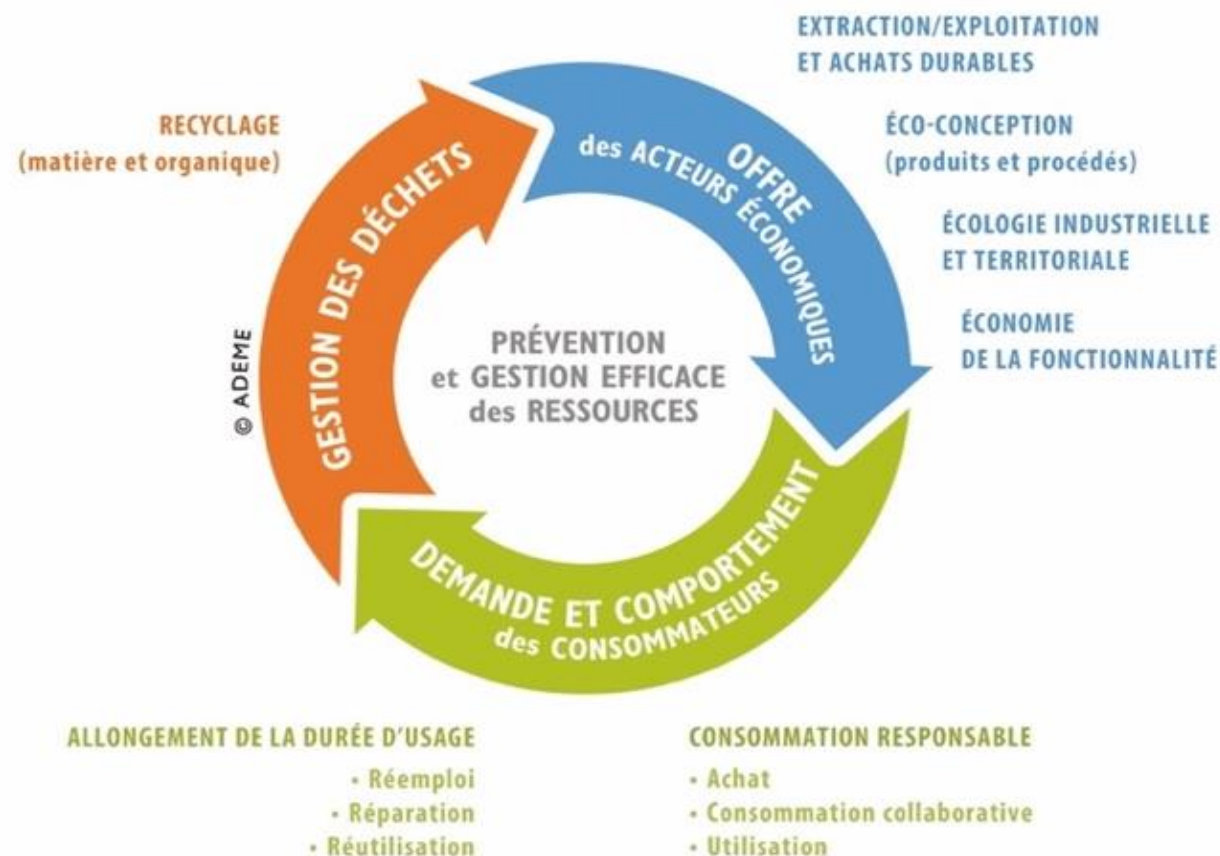 EXTRACTION/EXPLOITATION
ET ACHATS DURABLES
RECYCLAGE
(matière et organique)
ÉCO-CONCEPTION
(produits et procédés)
ÉCOLOGIE INDUSTRIELLE
ET TERRITORIALE
ÉCONOMIE
DE LA FONCTIONNALITÉ
OFFRE
des ACTEURS ÉCONOMIQUES
GESTION DES DÉCHETS
© ADEME
PRÉVENTION
et GESTION EFFICACE
des RESSOURCES
DEMANDE ET COMPORTEMENT
des CONSOMMATEURS
ALLONGEMENT DE LA DURÉE D'USAGE
• Réemploi
• Réparation
• Réutilisation
CONSOMMATION RESPONSABLE
• Achat
• Consommation collaborative
• Utilisation